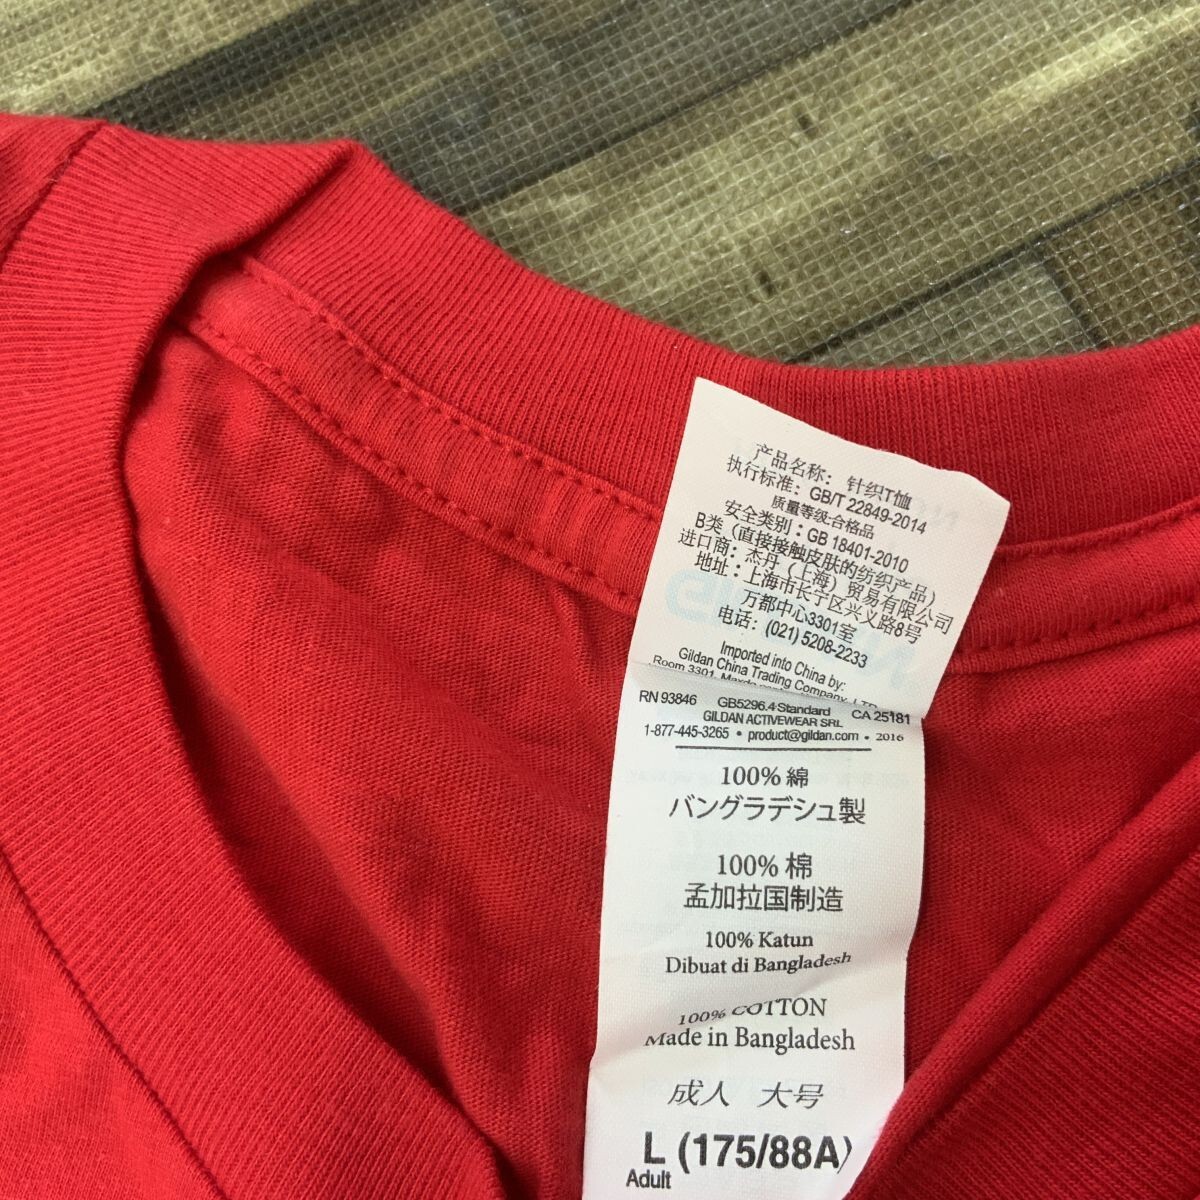 产品名称：针织T恤
执行标准：GB/T 22849-2014
质量等级:合格品
安全类别：GB 18401-2010
B类（直接接触皮肤的纺织产品）
进口商：杰丹（上海）贸易有限公司
地址：上海市长宁区兴义路8号
万都中心3301室
电话：(021) 5208-2233
Imported into China by:
Gildan China Trading Company, LTD
Room 3301,
RN 93846 GB5296.4 Standard CA 25181
GILDAN ACTIVEWEAR SRL
1-877-445-3265 • product@gildan.com • 2016
100% 綿
バングラデシュ製
100% 棉
孟加拉国制造
100% Katun
Dibuat di Bangladesh
100% COTTON
Made in Bangladesh
成人 大号
L (175/88A)
Adult